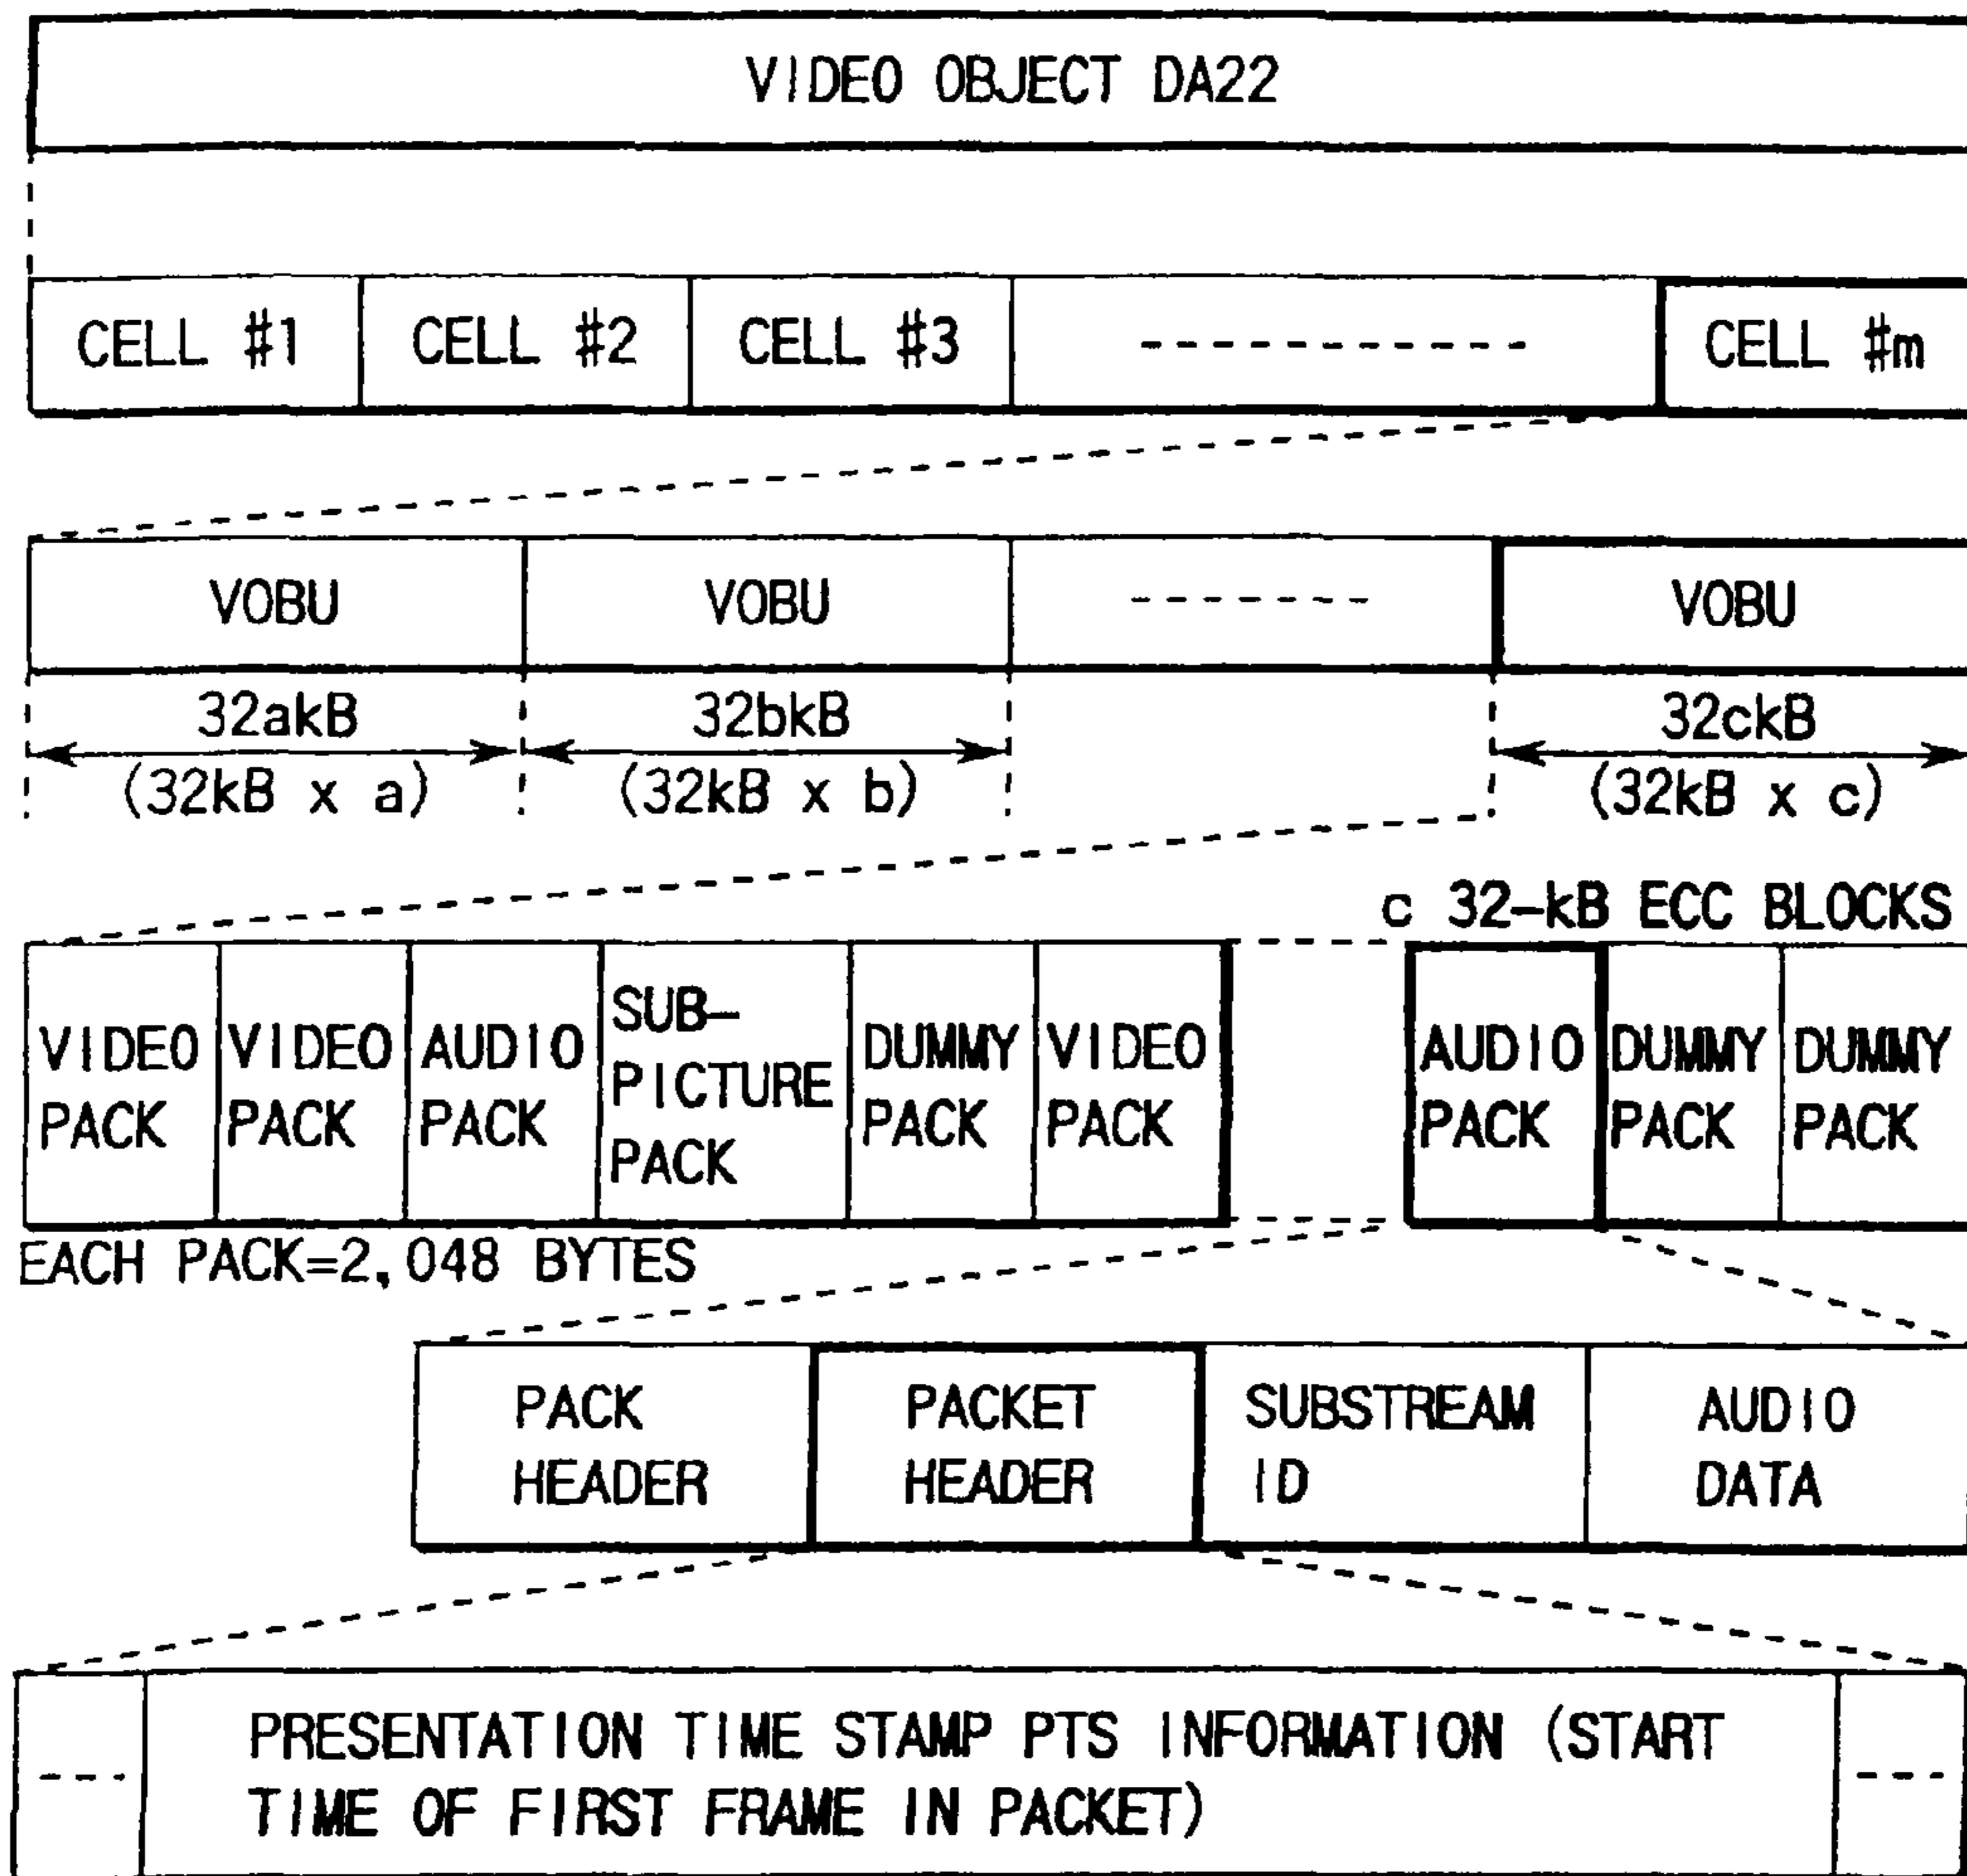 VIDEO OBJECT DA22
CELL #1 CELL #2 CELL #3 ------------ CELL #m
VOBU VOBU ------- VOBU
32akB 32bkB 32ckB
(32kB x a) (32kB x b) (32kB x c)
c 32-kB ECC BLOCKS
VIDEO PACK
VIDEO PACK
AUDIO PACK
SUB-
PICTURE
PACK
DUMMY PACK
VIDEO PACK
AUDIO PACK
DUMMY PACK
DUMMY PACK
EACH PACK=2,048 BYTES
PACK
HEADER
PACKET
HEADER
SUBSTREAM
ID
AUDIO
DATA
--- PRESENTATION TIME STAMP PTS INFORMATION (START
TIME OF FIRST FRAME IN PACKET) ---